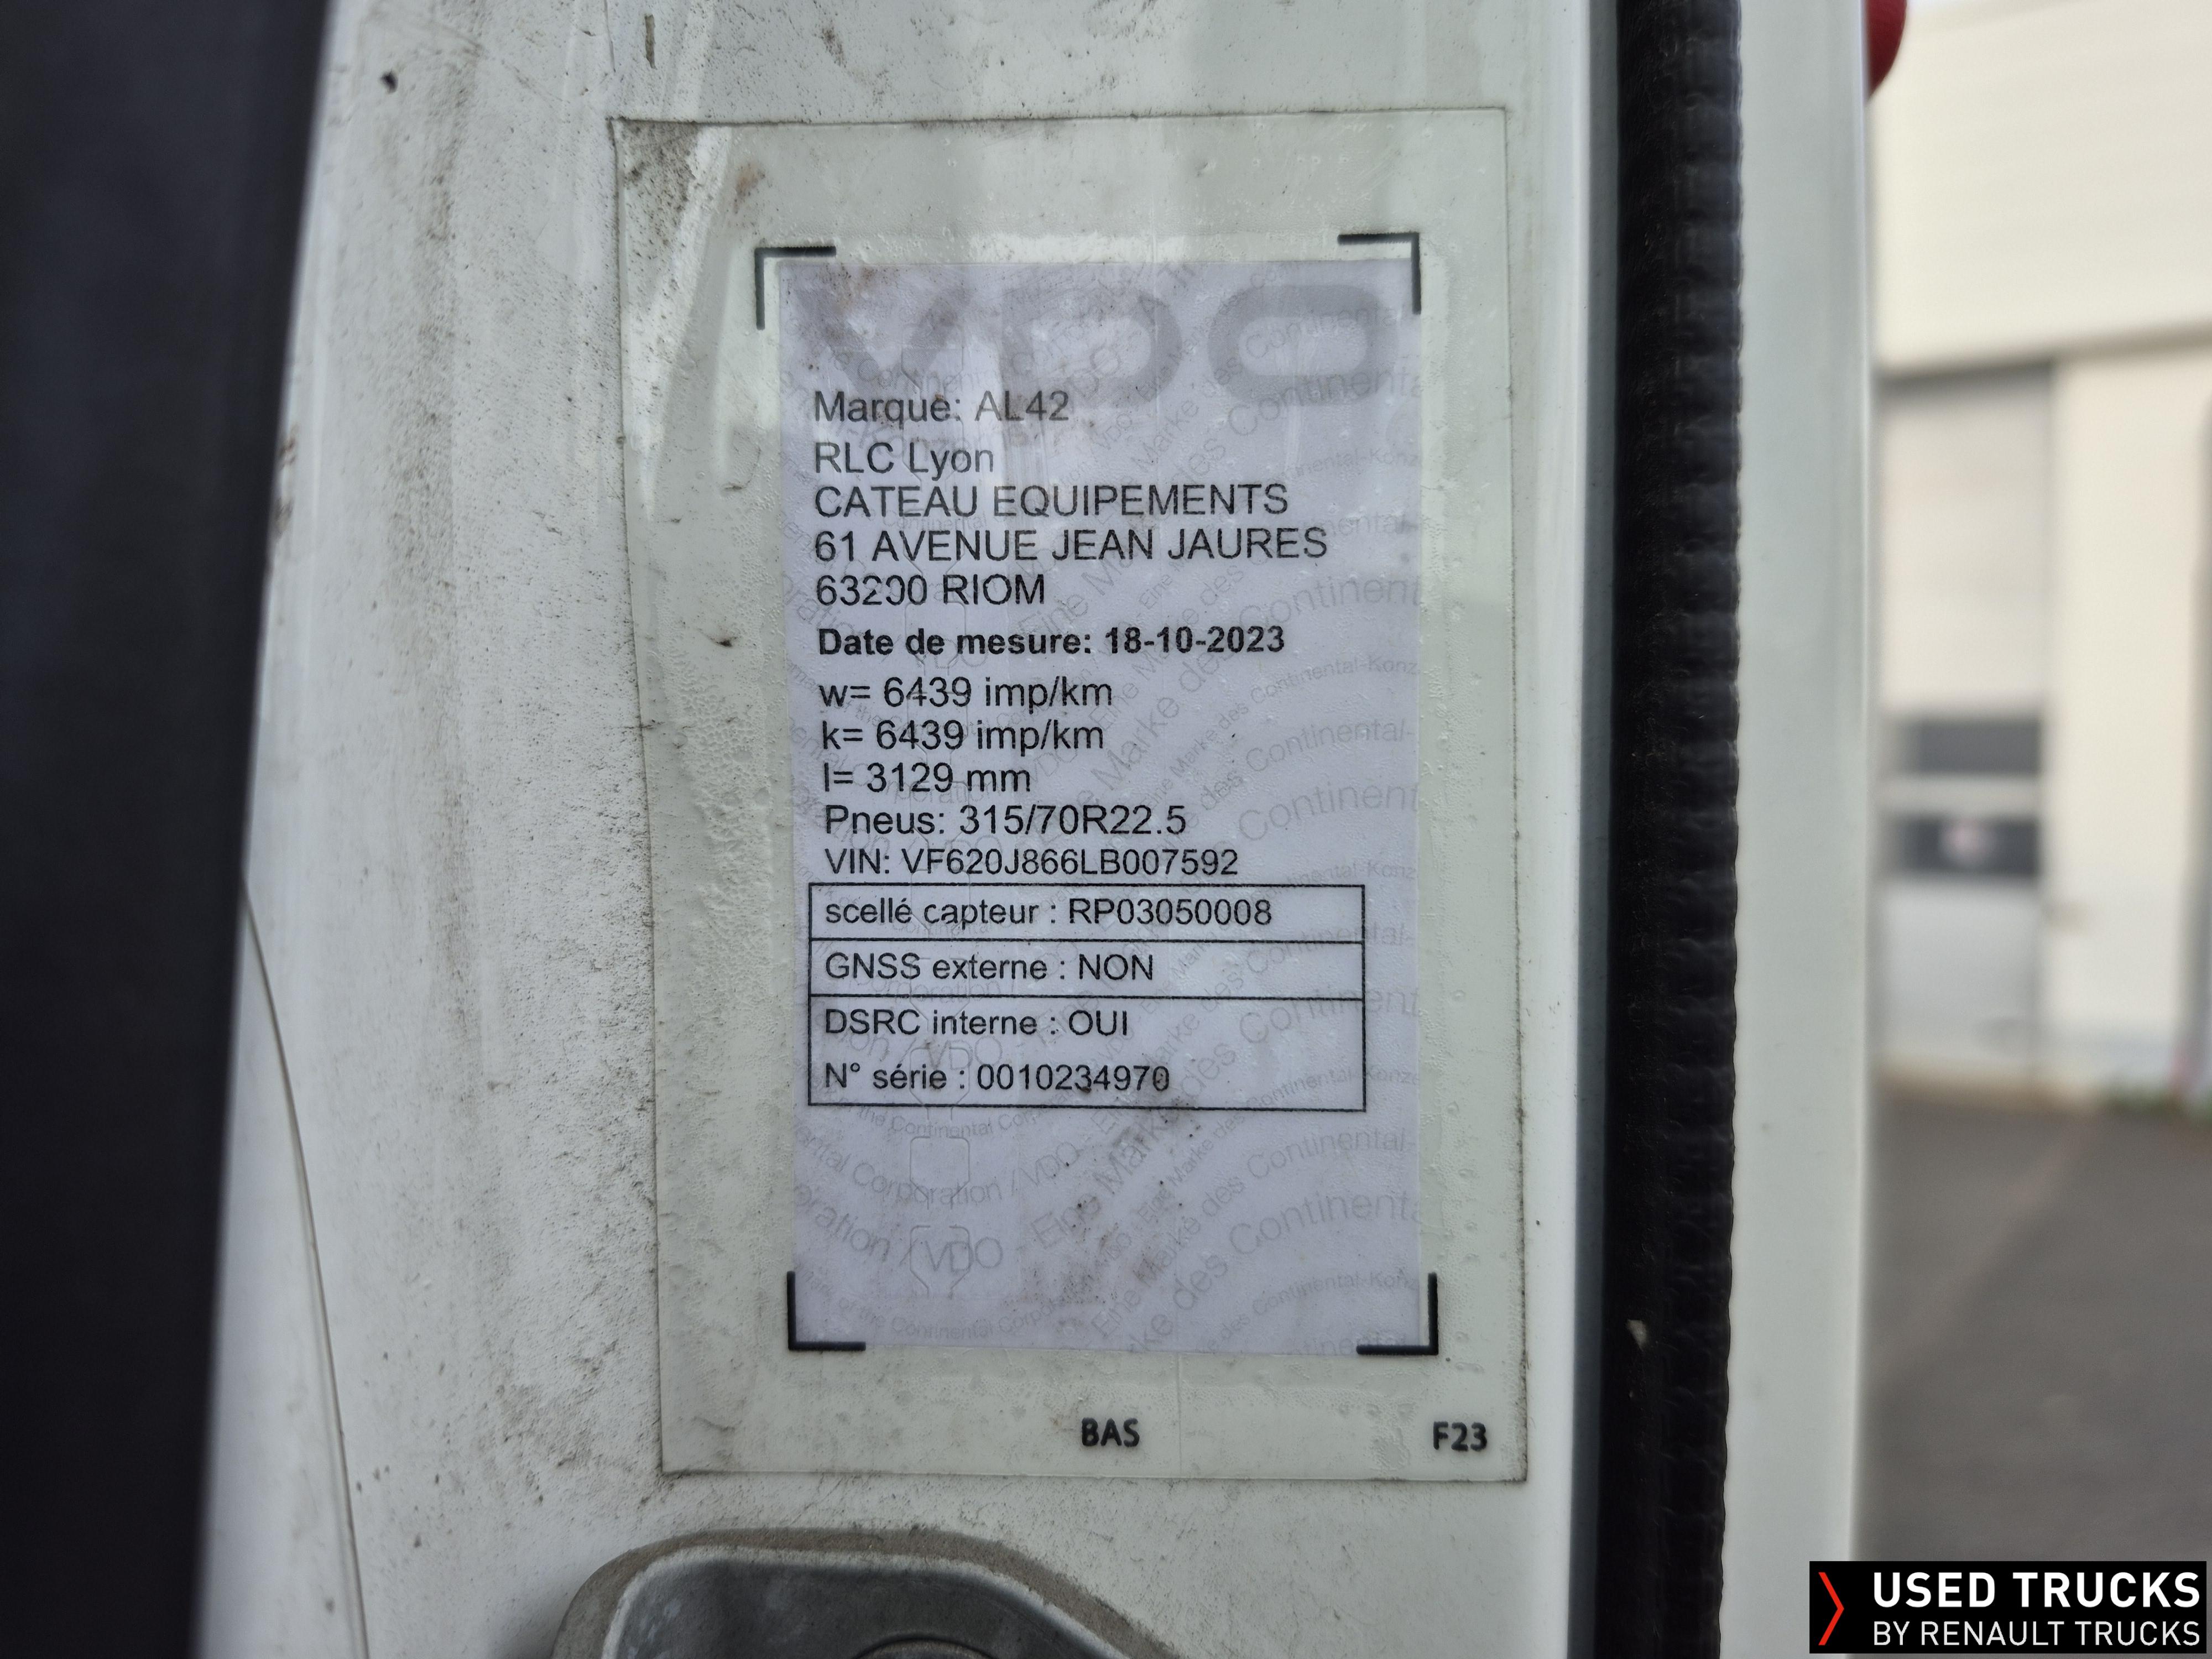 VDO
Marque: AL42
RLC Lyon
CATEAU EQUIPEMENTS
61 AVENUE JEAN JAURES
63200 RIOM
Date de mesure: 18-10-2023
w= 6439 imp/km
k= 6439 imp/km
l= 3129 mm
Pneus: 315/70R22.5
VIN: VF620J866LB007592
scellé capteur : RP03050008
GNSS externe : NON
DSRC interne : OUI
N° série : 0010234970
BAS F23
USED TRUCKS
BY RENAULT TRUCKS